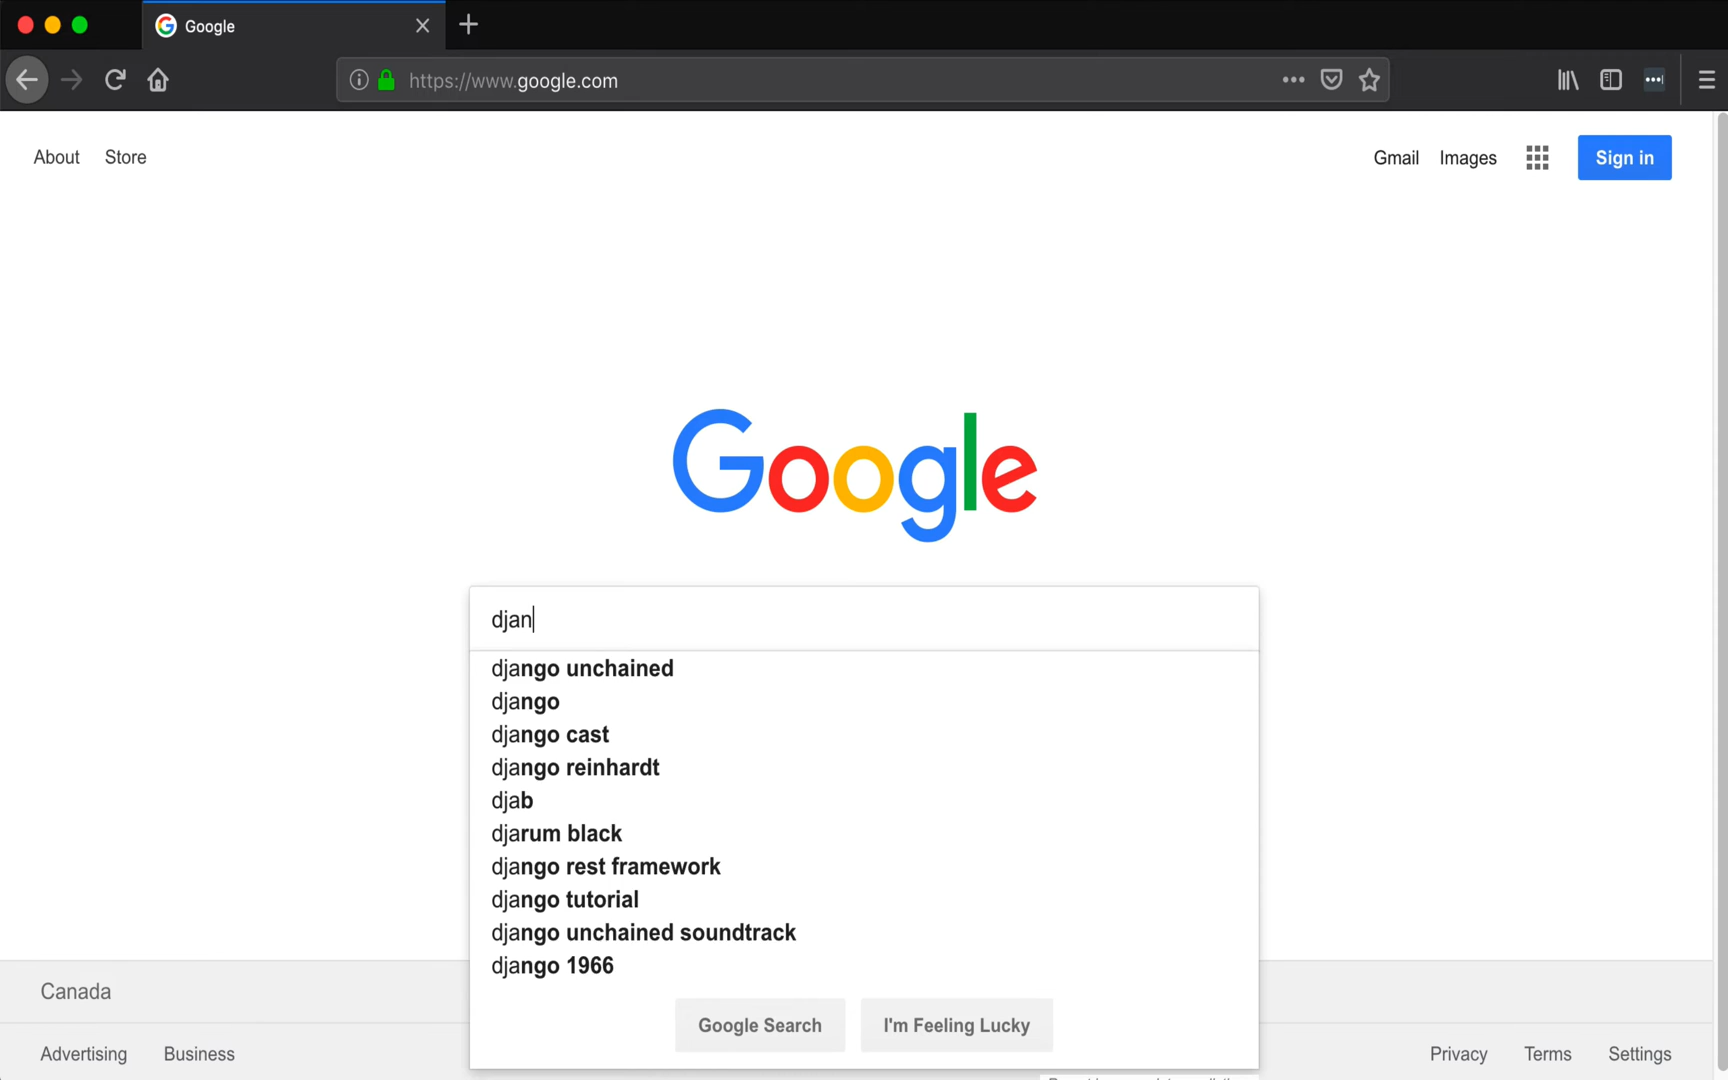 Google
https://www.google.com
About Store
Gmail Images Sign in
Google
djan
django unchained
django
django cast
django reinhardt
djab
djarum black
django rest framework
django tutorial
django unchained soundtrack
django 1966
Google Search I'm Feeling Lucky
Canada
Advertising Business
Privacy Terms Settings